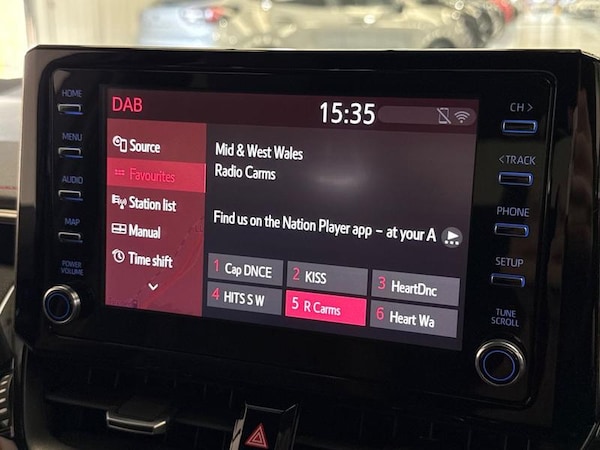 HOME
MENU
AUDIO
MAP
POWER
VOLUME
DAB
15:35
Source
Favourites
Station list
Manual
Time shift
Mid & West Wales
Radio Carms
Find us on the Nation Player app - at your A
1 Cap DNCE
2 KISS
3 HeartDnc
4 HITS S W
5 R Carms
6 Heart Wa
CH >
< TRACK
PHONE
SETUP
TUNE
SCROLL